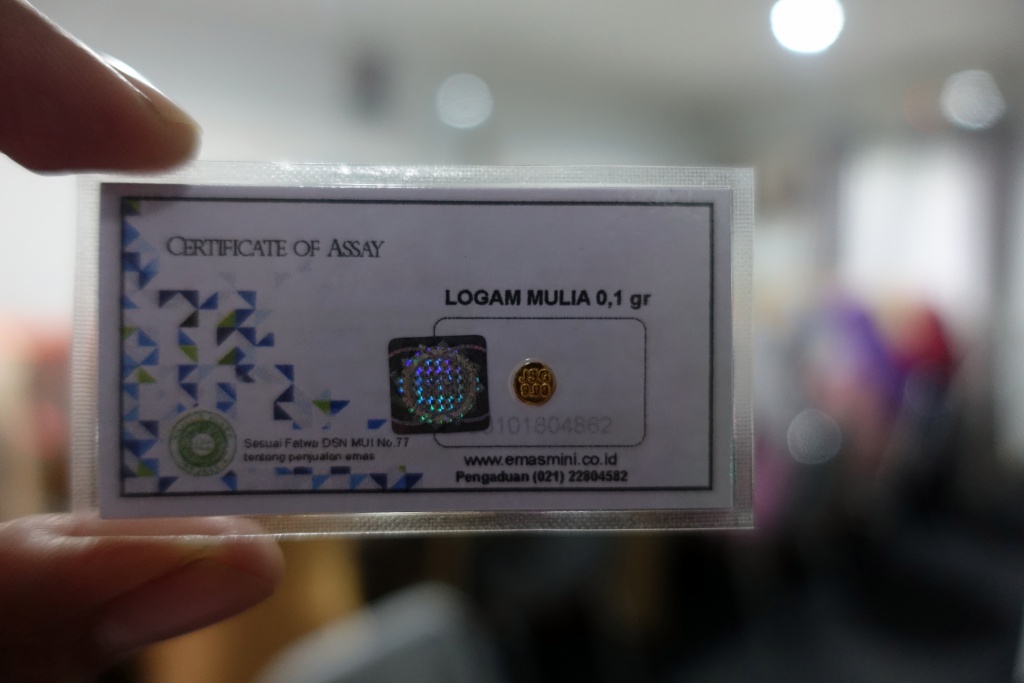 CERTIFICATE OF ASSAY
LOGAM MULIA 0,1 gr
101804862
Sesuai Fatwa DSN MUI No.77
tentang penjualan emas
www.emasmini.co.id
Pengaduan (021) 22804582